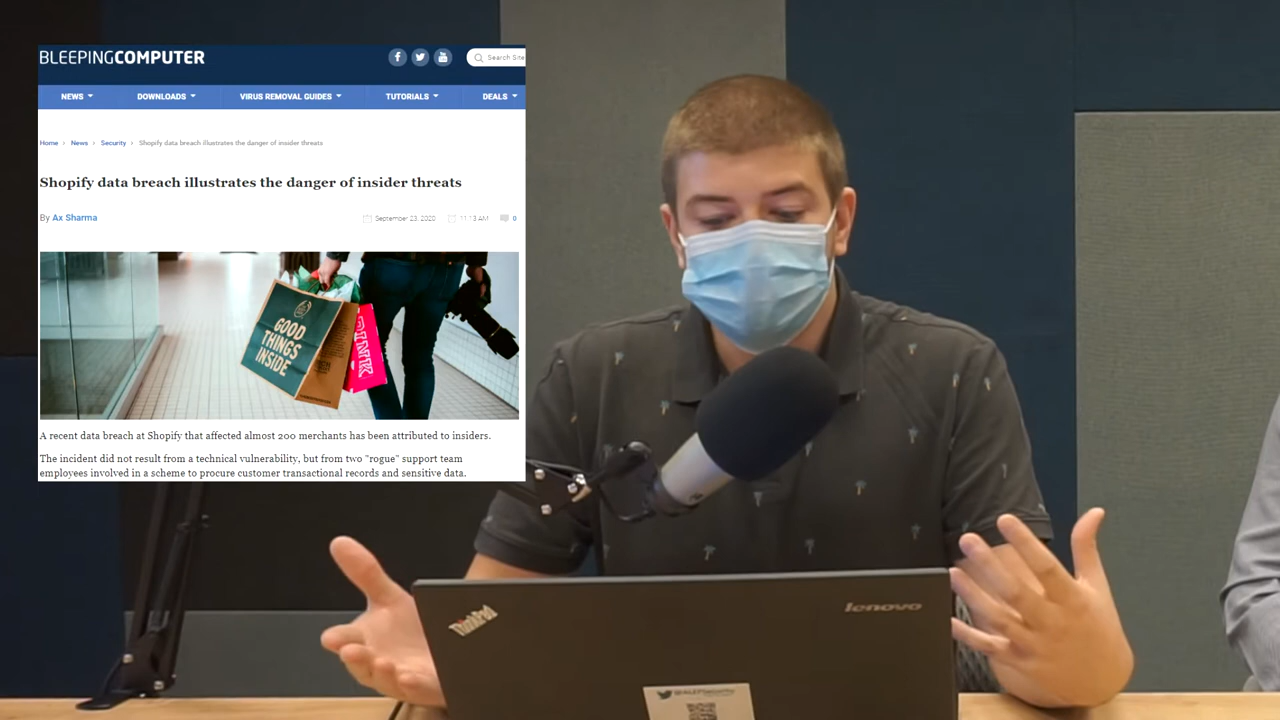 BLEEPINGCOMPUTER
Search Site
NEWS DOWNLOADS VIRUS REMOVAL GUIDES TUTORIALS DEALS
Home › News › Security › Shopify data breach illustrates the danger of insider threats
Shopify data breach illustrates the danger of insider threats
By Ax Sharma September 23, 2020 11:13 AM 0
GOOD
THINGS
INSIDE
PINK
A recent data breach at Shopify that affected almost 200 merchants has been attributed to insiders.
The incident did not result from a technical vulnerability, but from two "rogue" support team
employees involved in a scheme to procure customer transactional records and sensitive data.
ThinkPad
lenovo